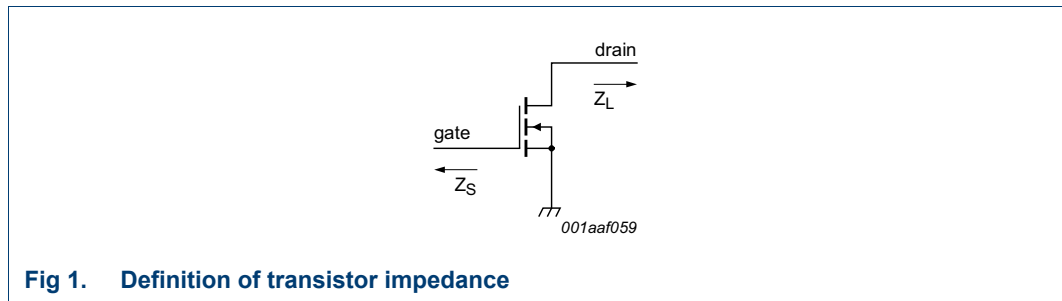 drain
Z_L
gate
Z_S
001aaf059
Fig 1. Definition of transistor impedance